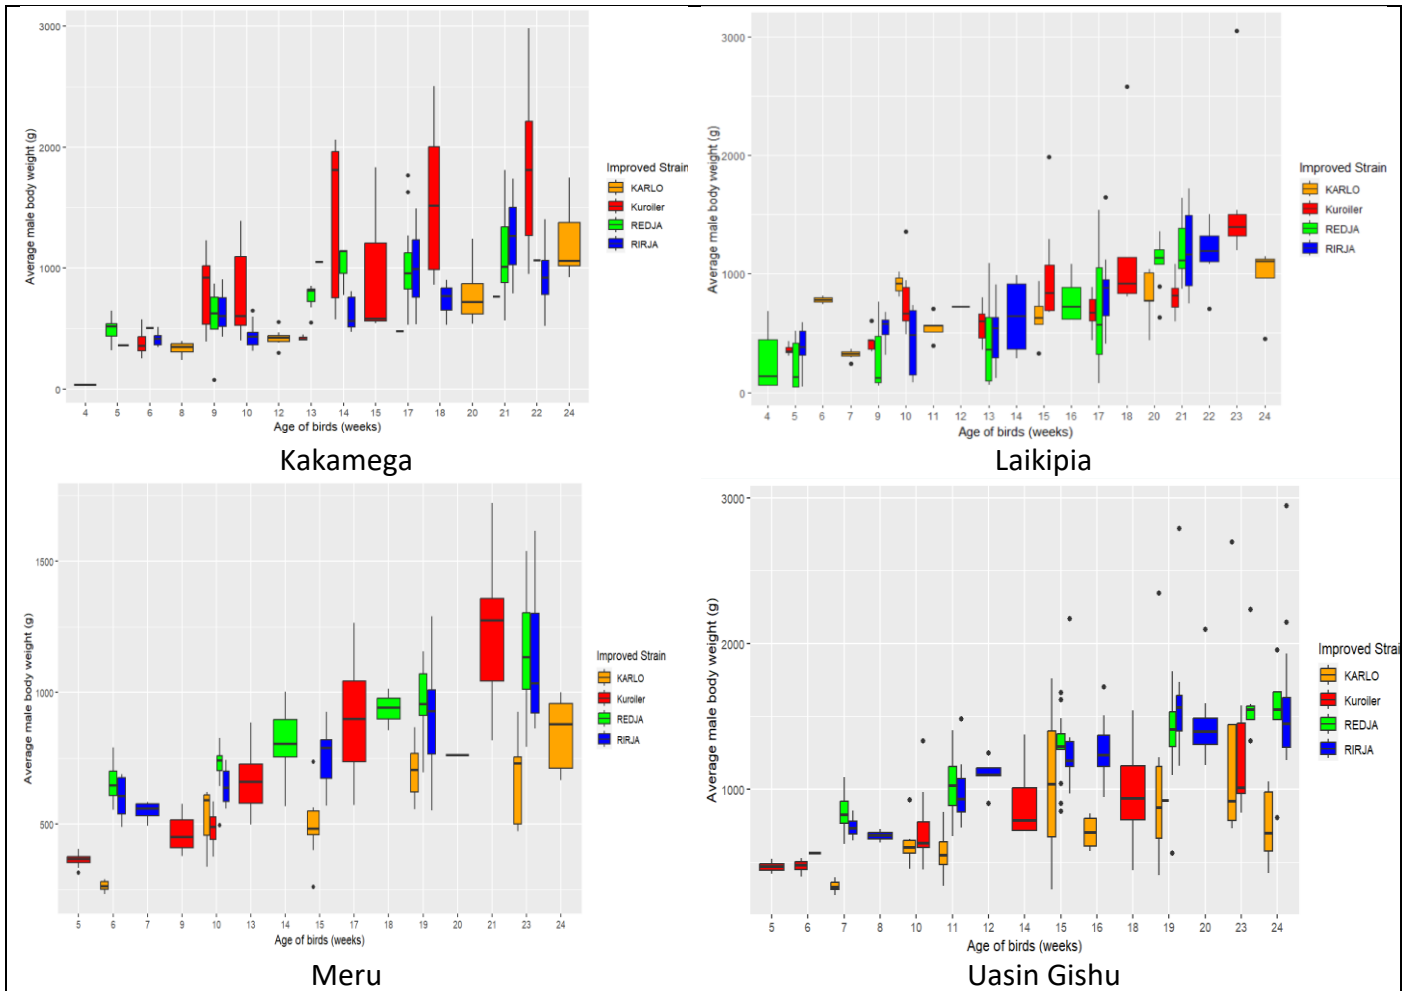 Average male body weight (g)
3000
2000
1000
0
4 5 6 8 9 10 12 13 14 15 17 18 20 21 22 24
Age of birds (weeks)
Improved Strain
KARLO
Kuroiler
REDJA
RIRJA
Kakamega
Average male body weight (g)
3000
2000
1000
0
4 5 6 7 9 10 11 12 13 14 15 16 17 18 20 21 22 23 24
Age of birds (weeks)
Improved Strain
KARLO
Kuroiler
REDJA
RIRJA
Laikipia
Average male body weight (g)
1500
1000
500
5 6 7 9 10 13 14 15 17 18 19 20 21 23 24
Age of birds (weeks)
Improved Strain
KARLO
Kuroiler
REDJA
RIRJA
Meru
Average male body weight (g)
3000
2000
1000
5 6 7 8 10 11 12 14 15 16 18 19 20 23 24
Age of birds (weeks)
Improved Strai
KARLO
Kuroiler
REDJA
RIRJA
Uasin Gishu